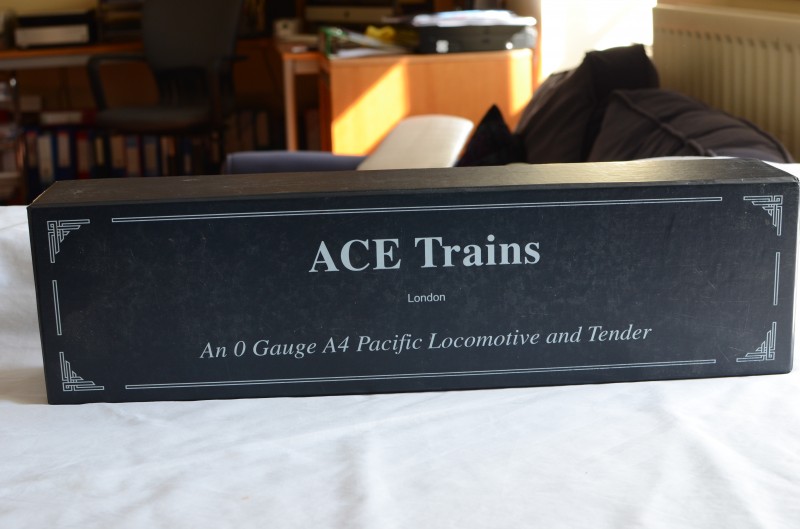 ACE Trains
London
An 0 Gauge A4 Pacific Locomotive and Tender